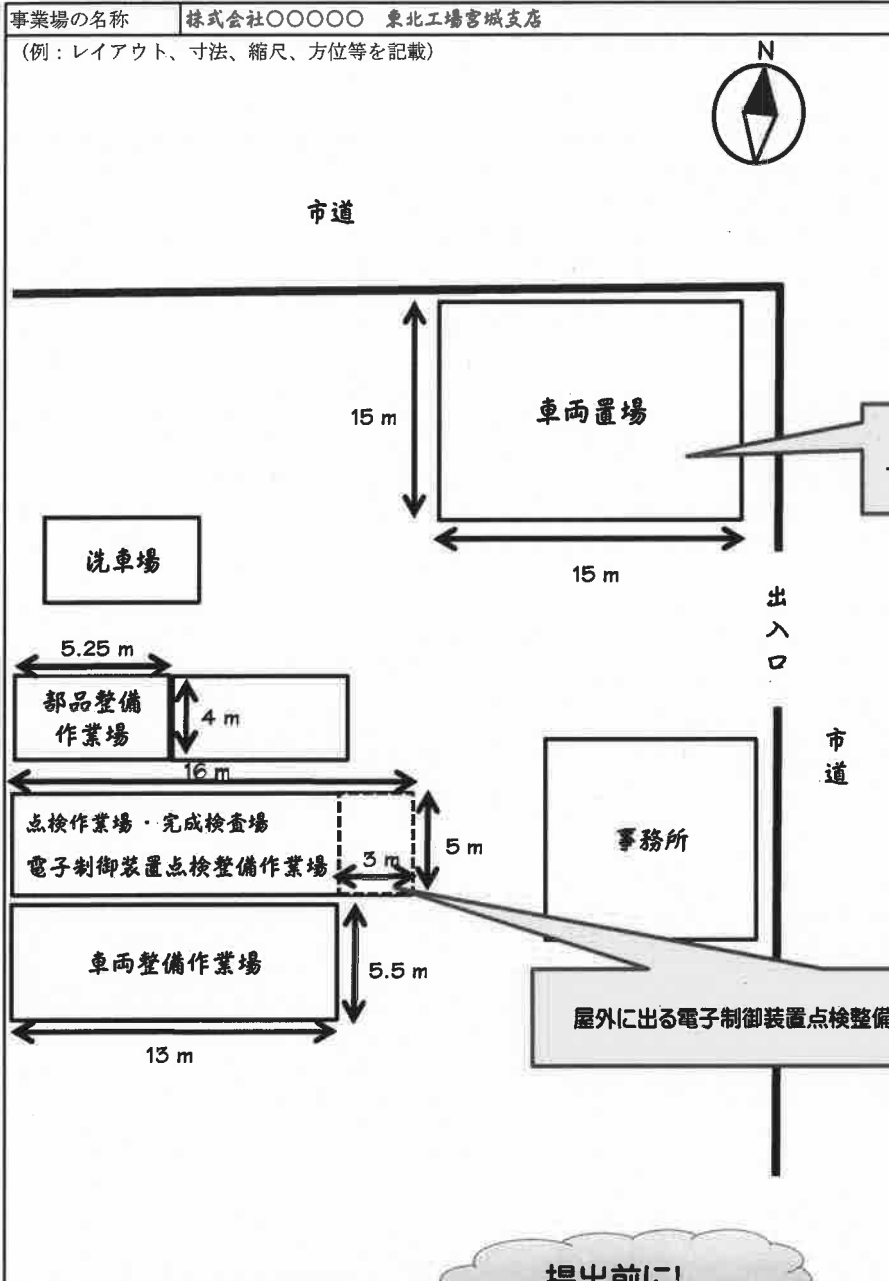 事業場の名称
株式会社○○○○○ 東北工場宮城支店
(例：レイアウト、寸法、縮尺、方位等を記載)
N
市道
15 m
車両置場
15 m
洗車場
出入口
5.25 m
部品整備
作業場
4 m
16 m
市道
点検作業場・完成検査場
電子制御装置点検整備作業場
3 m
5 m
事務所
車両整備作業場
5.5 m
屋外に出る電子制御装置点検整備
13 m
提出前に!